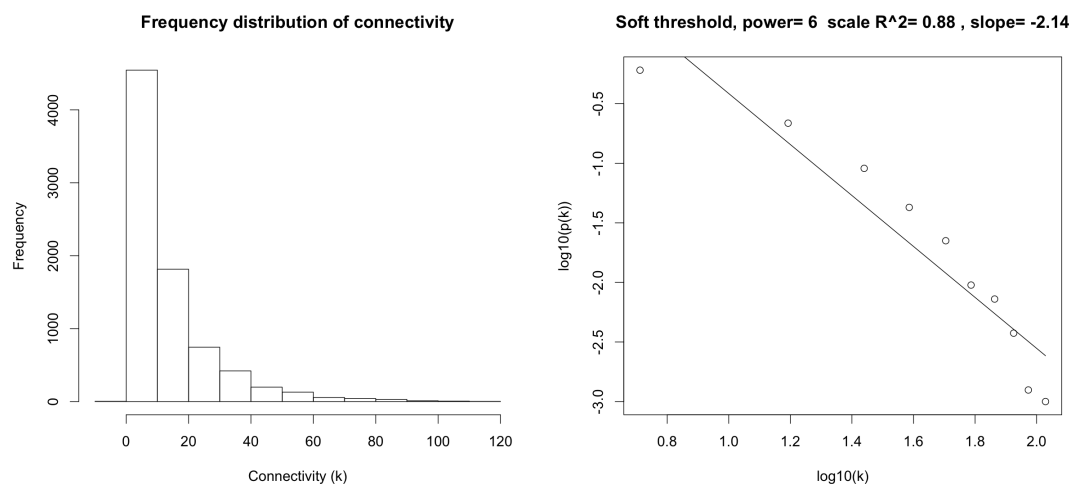 Frequency distribution of connectivity
Frequency
0 1000 2000 3000 4000
0 20 40 60 80 100 120
Connectivity (k)
Soft threshold, power= 6  scale R^2= 0.88 , slope= -2.14
log10(p(k))
-3.0 -2.5 -2.0 -1.5 -1.0 -0.5
0.8 1.0 1.2 1.4 1.6 1.8 2.0
log10(k)